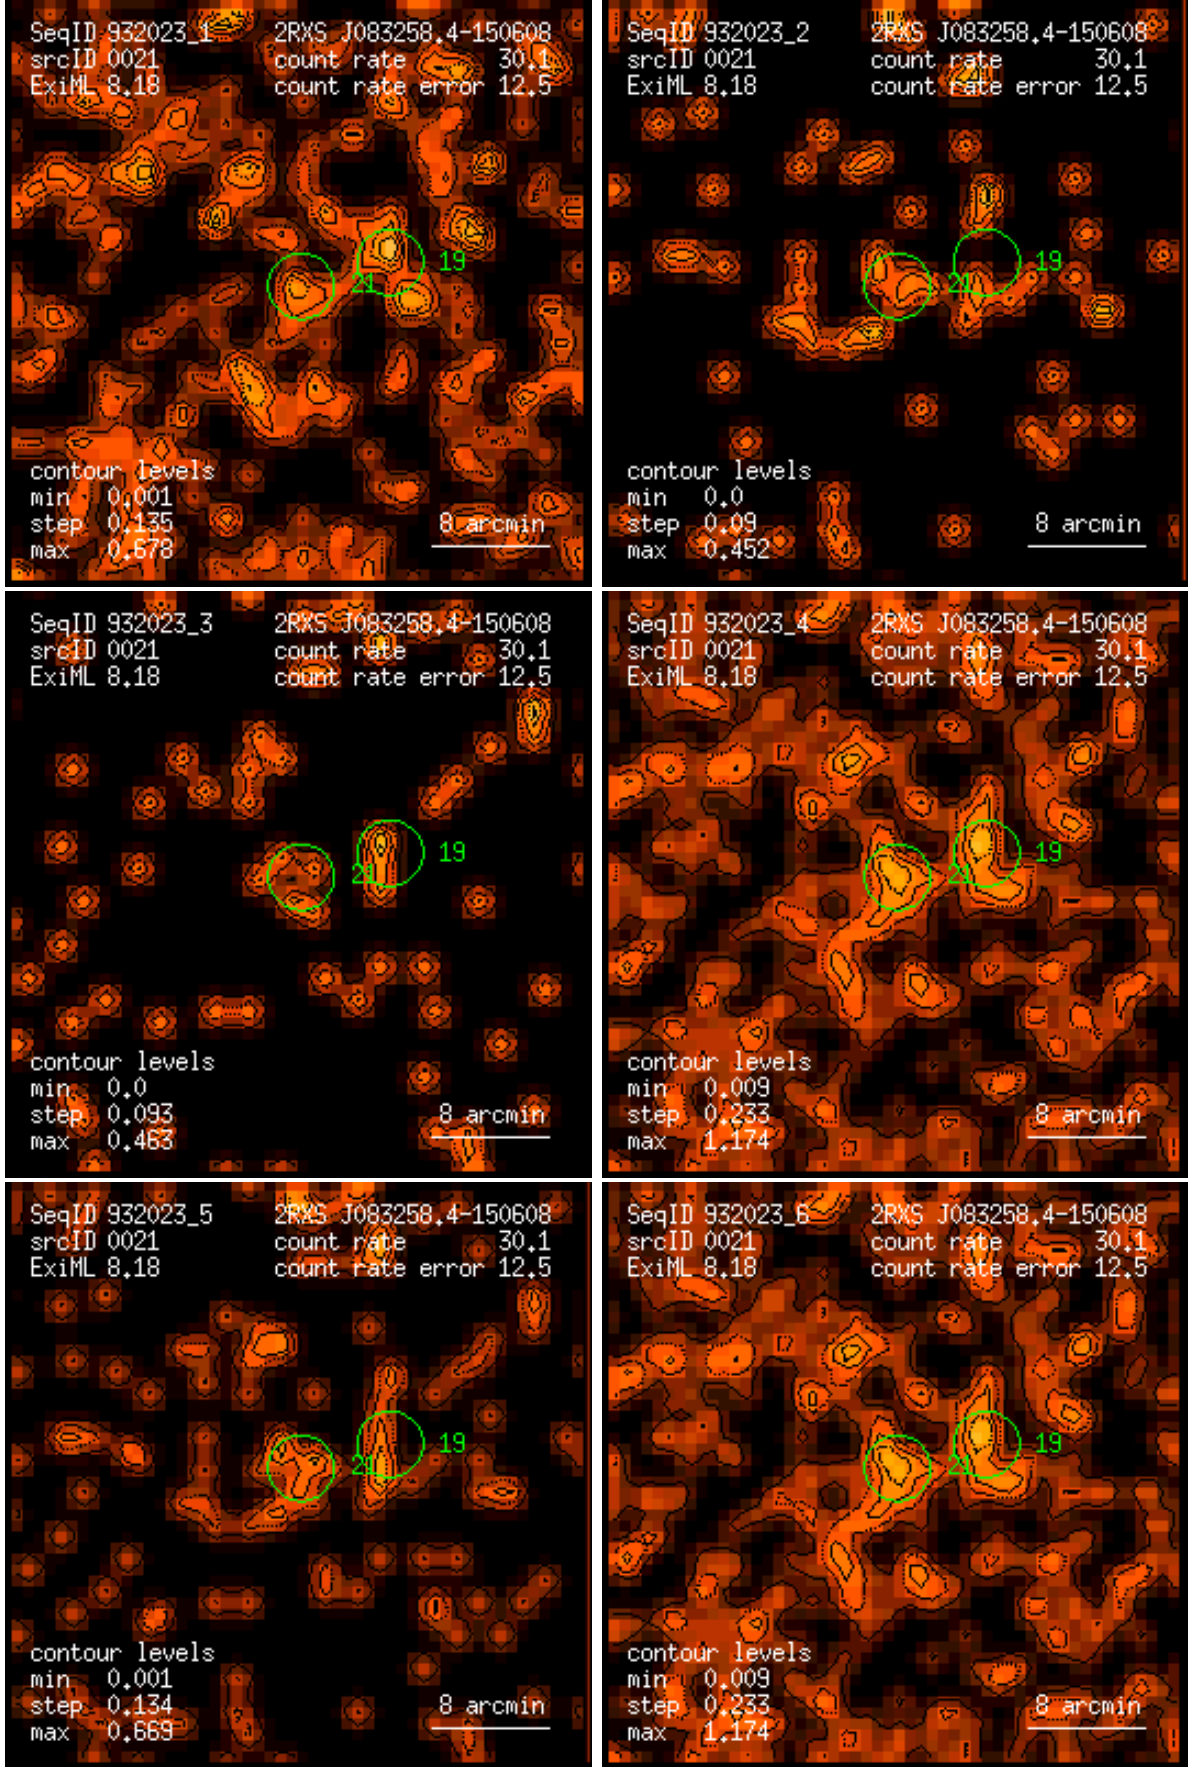 SeqID 932023_1 2RXS J083258.4-150608
srcID 0021 count rate 30.1
ExiML 8.18 count rate error 12.5
19
21
contour levels
min 0.001
step 0.135
max 0.678
8 arcmin
SeqID 932023_2 2RXS J083258.4-150608
srcID 0021 count rate 30.1
ExiML 8.18 count rate error 12.5
19
21
contour levels
min 0.0
step 0.09
max 0.452
8 arcmin
SeqID 932023_3 2RXS J083258.4-150608
srcID 0021 count rate 30.1
ExiML 8.18 count rate error 12.5
19
21
contour levels
min 0.0
step 0.093
max 0.463
8 arcmin
SeqID 932023_4 2RXS J083258.4-150608
srcID 0021 count rate 30.1
ExiML 8.18 count rate error 12.5
19
21
contour levels
min 0.009
step 0.233
max 1.174
8 arcmin
SeqID 932023_5 2RXS J083258.4-150608
srcID 0021 count rate 30.1
ExiML 8.18 count rate error 12.5
19
21
contour levels
min 0.001
step 0.134
max 0.669
8 arcmin
SeqID 932023_6 2RXS J083258.4-150608
srcID 0021 count rate 30.1
ExiML 8.18 count rate error 12.5
19
21
contour levels
min 0.009
step 0.233
max 1.174
8 arcmin